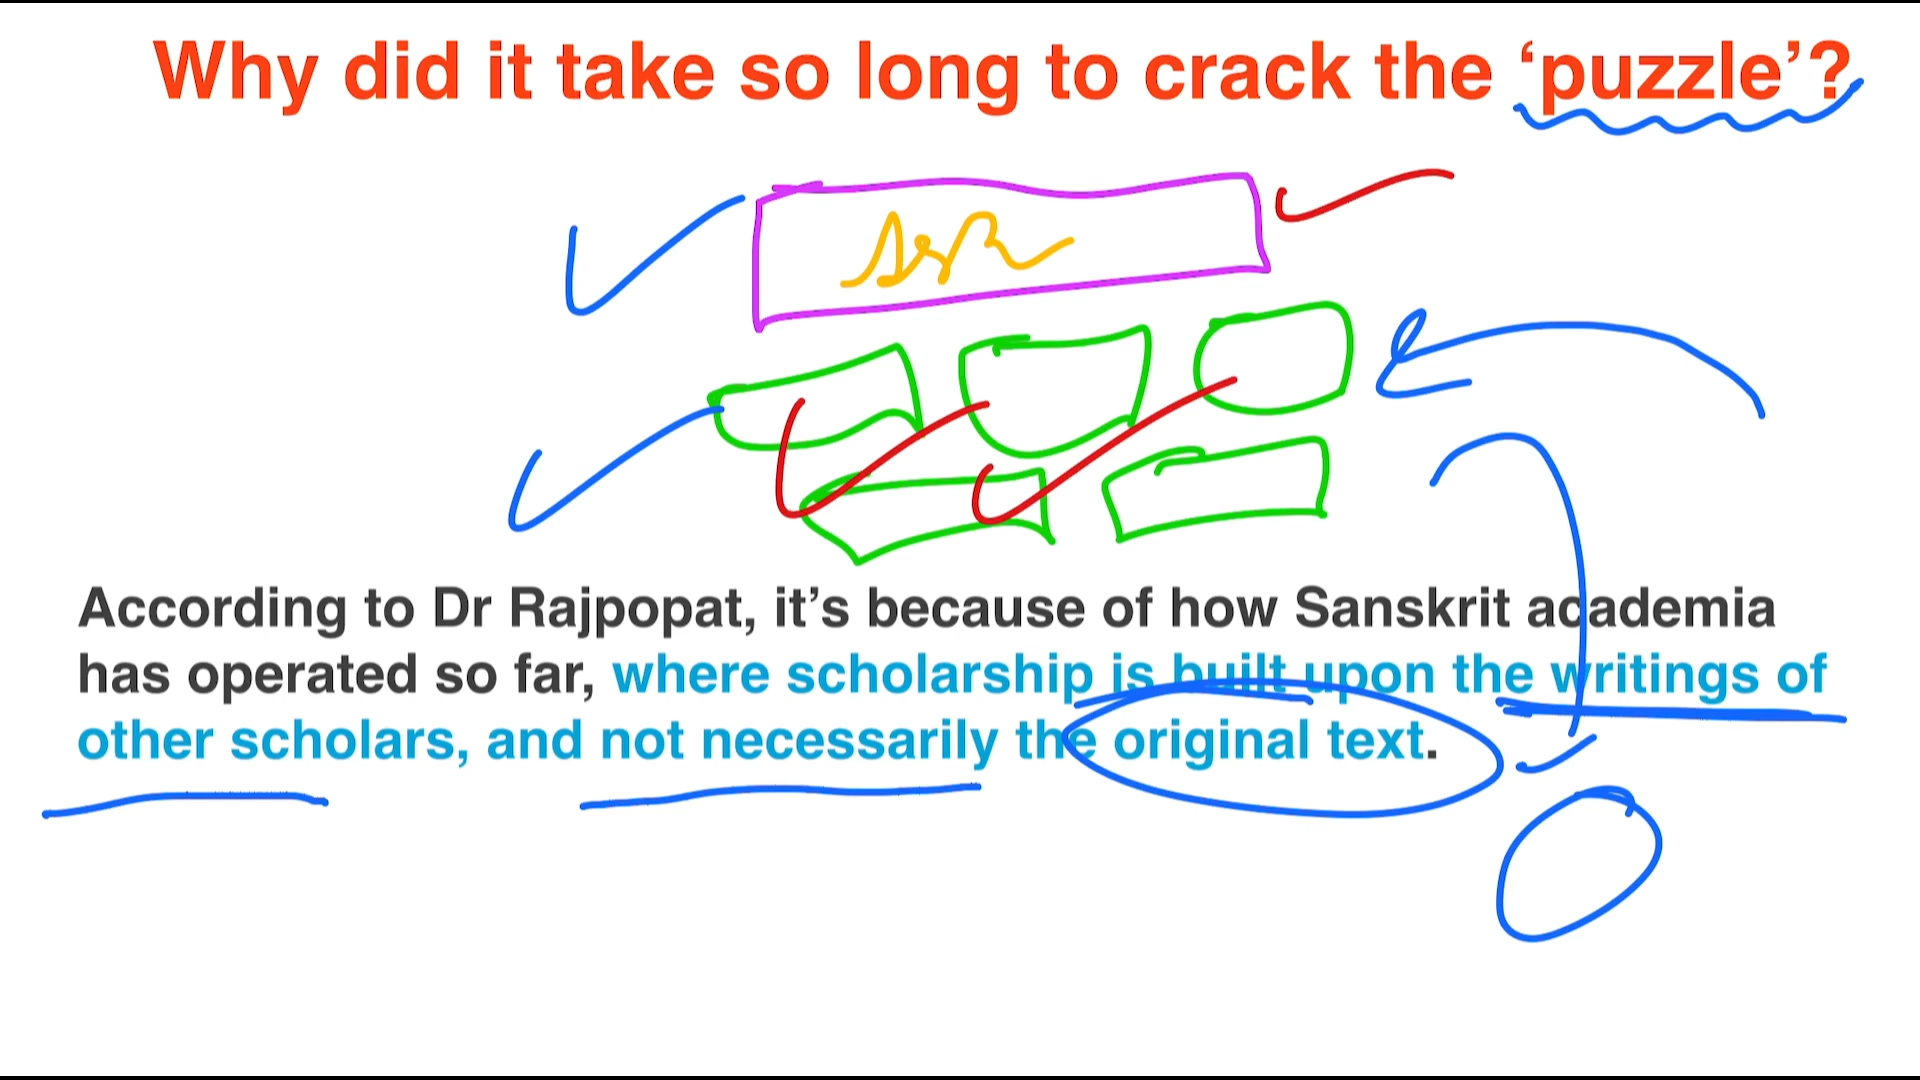 Why did it take so long to crack the ‘puzzle’?
According to Dr Rajpopat, it’s because of how Sanskrit academia
has operated so far, where scholarship is built upon the writings of
other scholars, and not necessarily the original text.